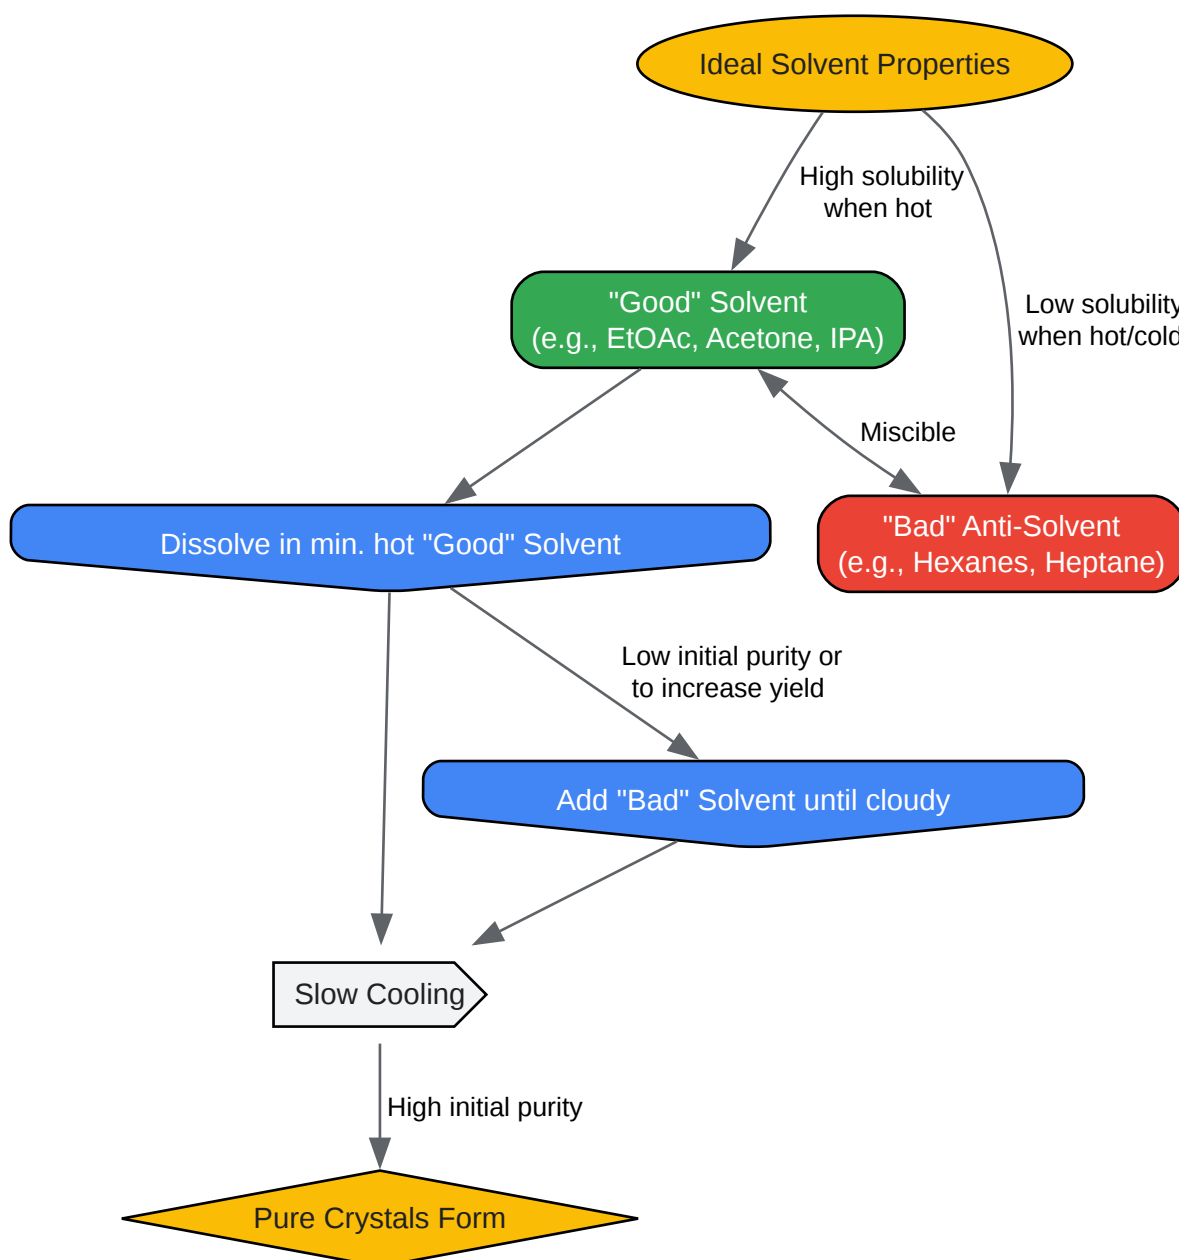 Ideal Solvent Properties
High solubility
when hot
"Good" Solvent
(e.g., EtOAc, Acetone, IPA)
Low solubility
when hot/cold
Miscible
"Bad" Anti-Solvent
(e.g., Hexanes, Heptane)
Dissolve in min. hot "Good" Solvent
Low initial purity or
to increase yield
Add "Bad" Solvent until cloudy
Slow Cooling
High initial purity
Pure Crystals Form